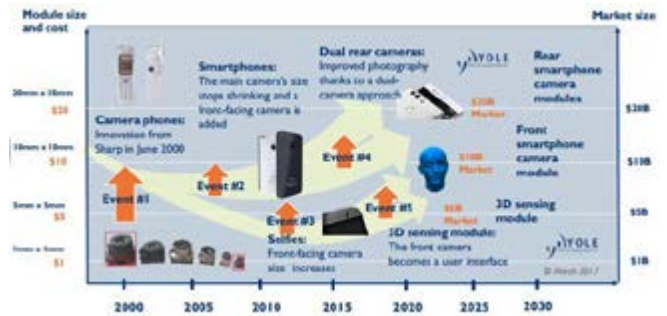 Module size
and cost
Market size
20mm x 20mm
$20
10mm x 10mm
$10
5mm x 5mm
$5
1mm x 1mm
$1
Camera phones:
Innovation from
Sharp in June 2000
Event #1
Smartphones:
The main camera's size
stops shrinking and a
front-facing camera is
added
Event #2
Event #3
Selfies:
Front-facing camera
size increases
Dual rear cameras:
Improved photography
thanks to a dual-
camera approach
Event #4
Event #5
3D sensing module:
The front camera
becomes a user interface
YOLE
$20B
Market
$10B
Market
Market
Rear
smartphone
camera
modules
Front
smartphone
camera
module
3D sensing
module
YOLE
© March 2017
$20B
$10B
$5B
$1B
2000
2005
2010
2015
2020
2025
2030